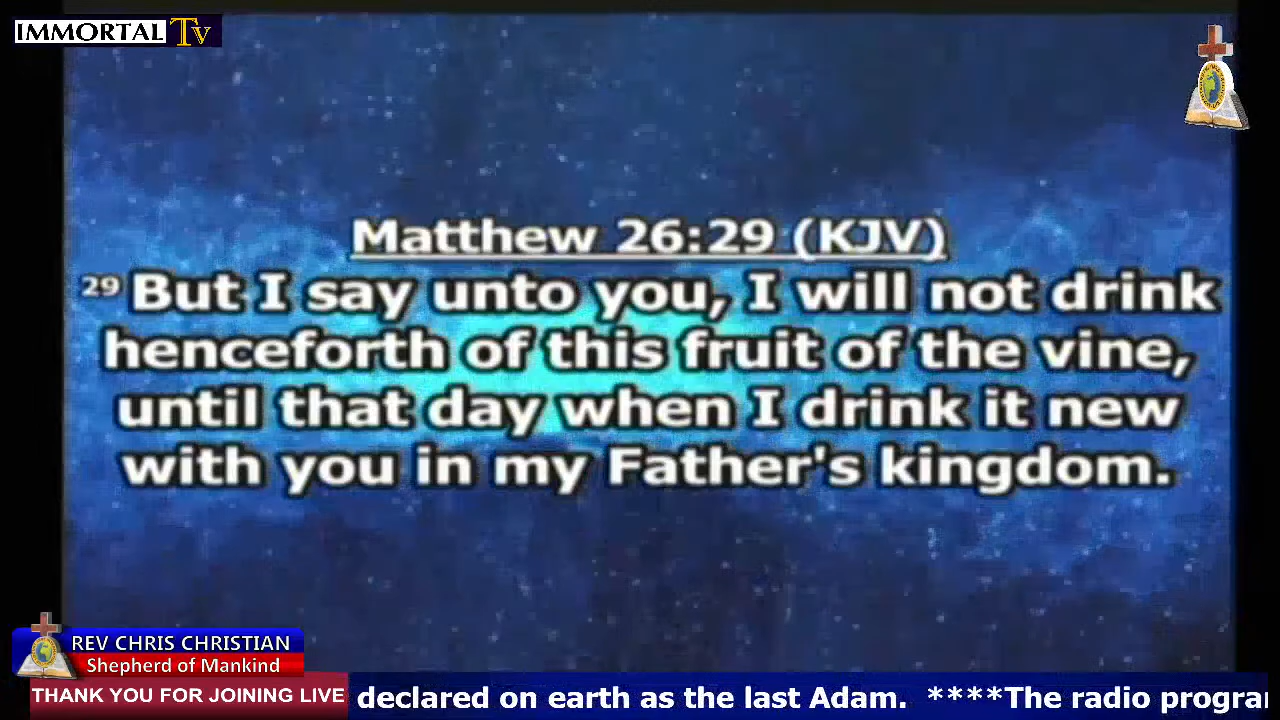 IMMORTAL Tv
Matthew 26:29 (KJV)
29 But I say unto you, I will not drink
henceforth of this fruit of the vine,
until that day when I drink it new
with you in my Father's kingdom.
REV CHRIS CHRISTIAN
Shepherd of Mankind
THANK YOU FOR JOINING LIVE
declared on earth as the last Adam. ****The radio